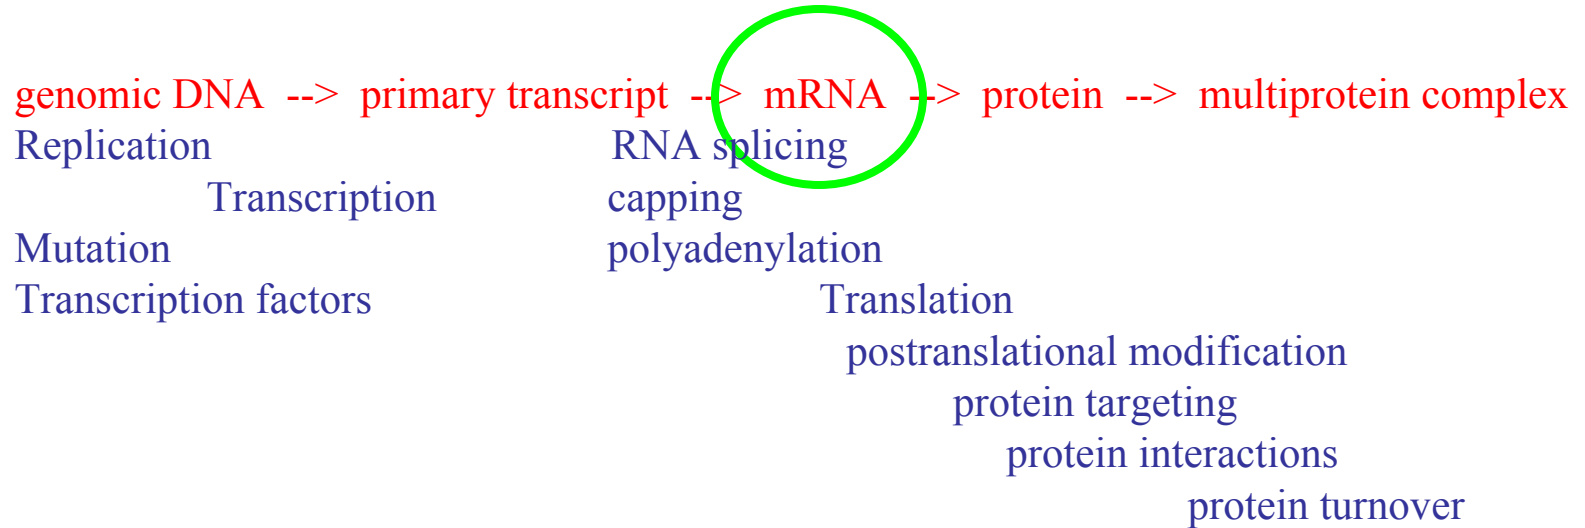 genomic DNA --> primary transcript --> mRNA --> protein --> multiprotein complex
Replication RNA splicing
Transcription capping
Mutation polyadenylation
Transcription factors Translation
postranslational modification
protein targeting
protein interactions
protein turnover